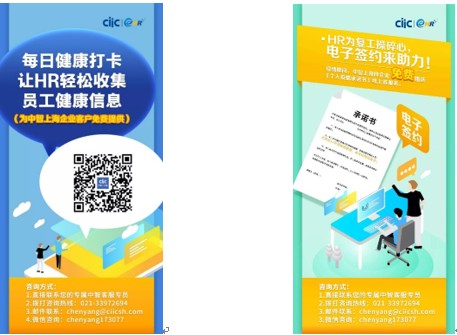 ciic
每日健康打卡
让HR轻松收集
员工健康信息
（为中智上海企业客户免费提供）
咨询方式：
1.直接联系您的专属中智客服专员
2.拨打咨询热线：021-33972694
3.邮件联系：chenyang@ciicsh.com
4.微信咨询：chenyang173077
ciic
HR为复工操碎心，
电子签约来助力！
免费
承诺书
电子
签约
咨询方式：
1.直接联系您的专属中智客服专员
2.拨打咨询热线：021-33972694
3.邮件联系：chenyang@ciicsh.com
4.微信咨询：chenyang173077